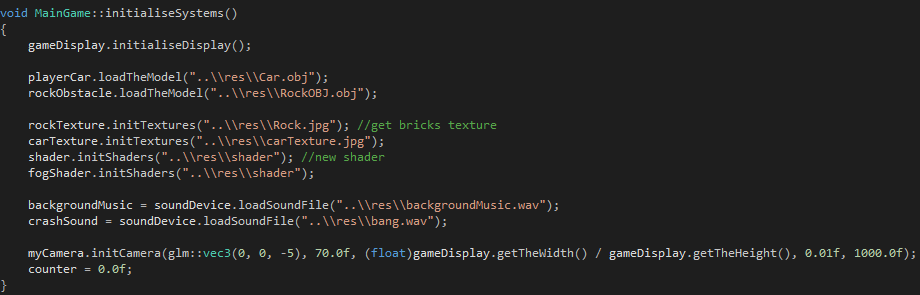 void MainGame::initialiseSystems()
{
    gameDisplay.initialiseDisplay();

    playerCar.loadTheModel("..\\res\\Car.obj");
    rockObstacle.loadTheModel("..\\res\\RockOBJ.obj");

    rockTexture.initTextures("..\\res\\Rock.jpg"); //get bricks texture
    carTexture.initTextures("..\\res\\carTexture.jpg");
    shader.initShaders("..\\res\\shader"); //new shader
    fogShader.initShaders("..\\res\\shader");

    backgroundMusic = soundDevice.loadSoundFile("..\\res\\backgroundMusic.wav");
    crashSound = soundDevice.loadSoundFile("..\\res\\bang.wav");

    myCamera.initCamera(glm::vec3(0, 0, -5), 70.0f, (float)gameDisplay.getTheWidth() / gameDisplay.getTheHeight(), 0.01f, 1000.0f);
    counter = 0.0f;
}